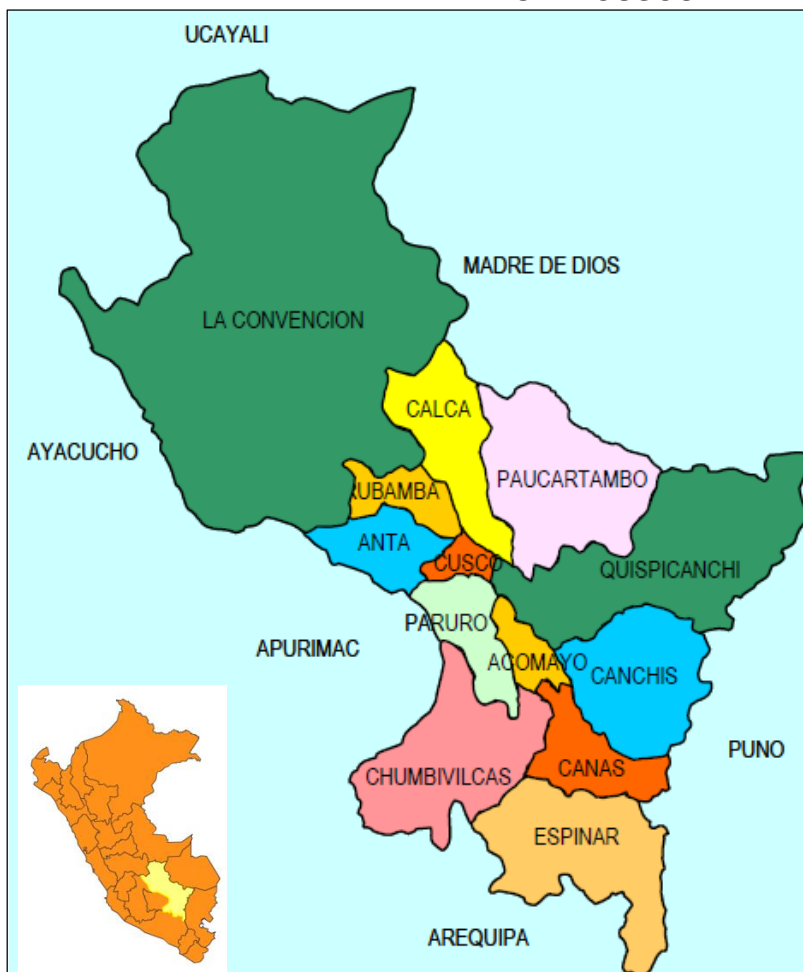 UCAYALI
MADRE DE DIOS
LA CONVENCION
CALCA
AYACUCHO
PAUCARTAMBO
RUBAMBA
ANTA
CUSCO
QUISPICANCHI
PARURO
APURIMAC
ACOMAYO
CANCHIS
PUNO
CHUMBIVILCAS
CANAS
ESPINAR
AREQUIPA